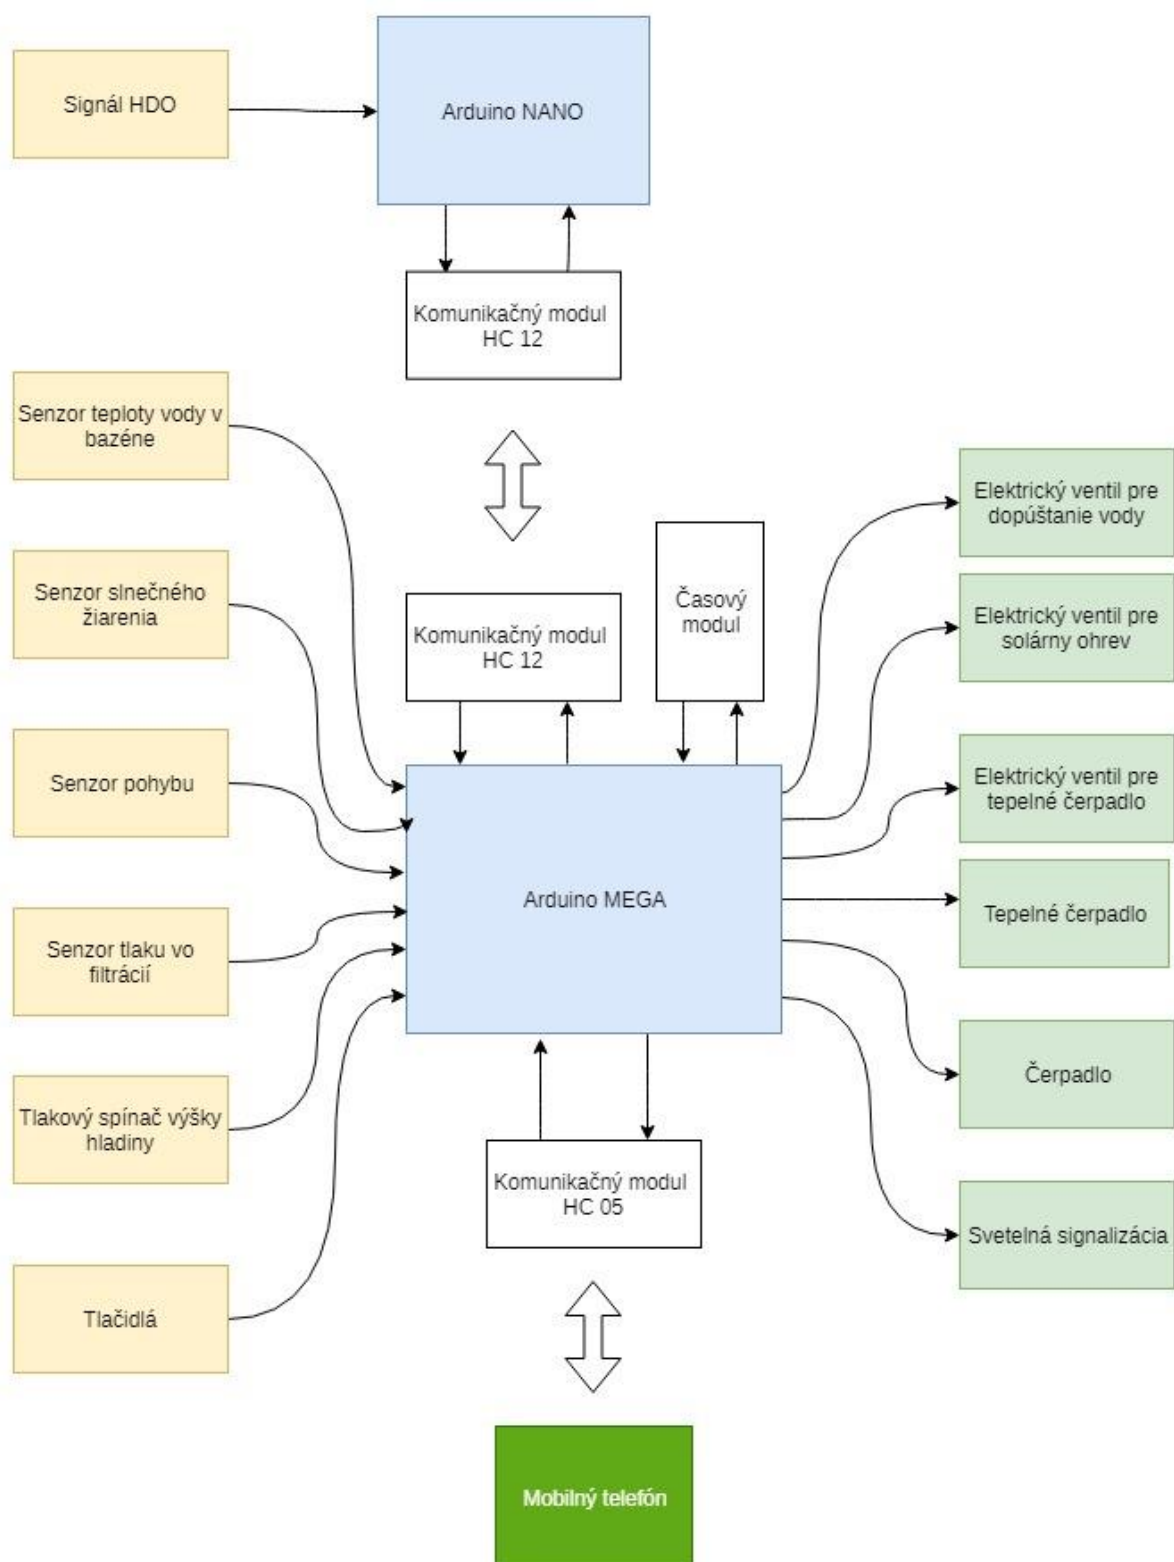 Signál HDO
Arduino NANO
Komunikačný modul
HC 12
Senzor teploty vody v
bazéne
Senzor slnečného
žiarenia
Senzor pohybu
Senzor tlaku vo
filtrácií
Tlakový spínač výšky
hladiny
Tlačidlá
Komunikačný modul
HC 12
Časový
modul
Arduino MEGA
Komunikačný modul
HC 05
Mobilný telefón
Elektrický ventil pre
dopúštanie vody
Elektrický ventil pre
solárny ohrev
Elektrický ventil pre
tepelné čerpadlo
Tepelné čerpadlo
Čerpadlo
Svetelná signalizácia